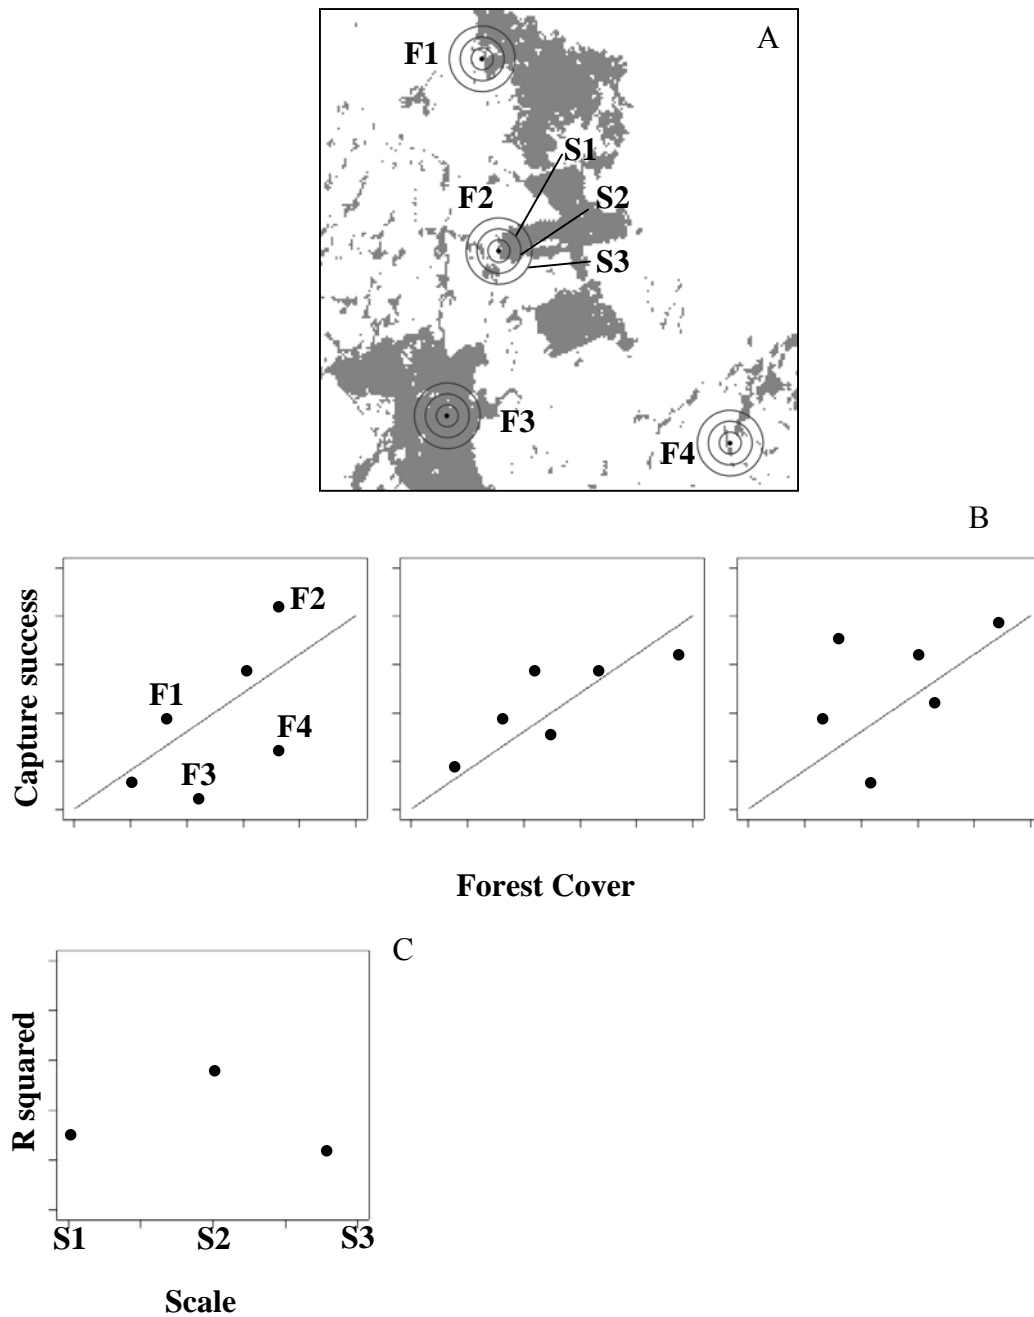 A
F1
S1
F2
S2
S3
F3
F4
B
Capture success
F2
F1
F4
F3
Forest Cover
C
R squared
S1 S2 S3
Scale